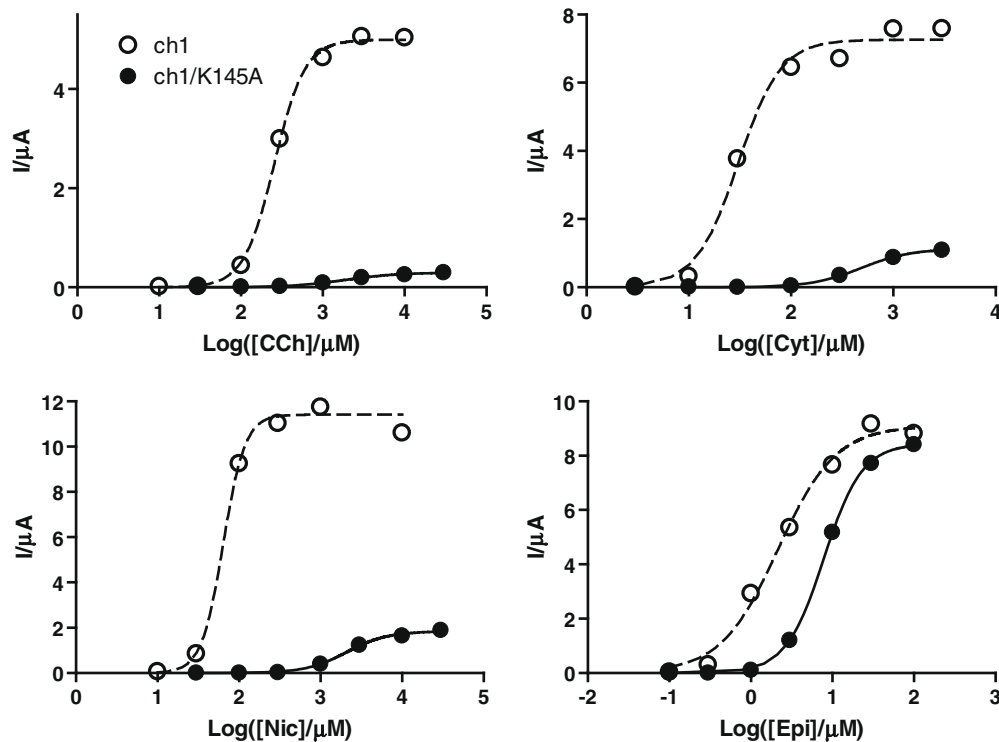 ch1
ch1/K145A
I/μA
4
2
0
0 1 2 3 4 5
Log([CCh]/μM)
I/μA
8
6
4
2
0
0 1 2 3 4
Log([Cyt]/μM)
I/μA
12
10
8
6
4
2
0
0 1 2 3 4 5
Log([Nic]/μM)
I/μA
10
8
6
4
2
0
-2 -1 0 1 2 3
Log([Epi]/μM)